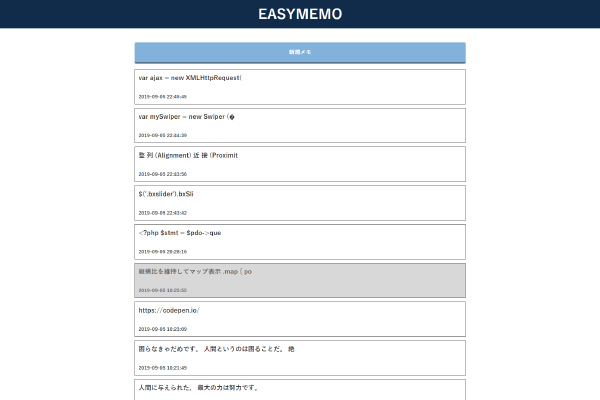 EASYMEMO
新規メモ
var ajax = new XMLHttpRequest(
2019-09-05 22:45:45
var mySwiper = new Swiper (�
2019-09-05 22:44:39
整 列 (Alignment) 近 接 (Proximit
2019-09-05 22:43:56
$('.bxslider').bxSli
2019-09-05 22:43:42
<?php $stmt = $pdo->que
2019-09-05 20:28:16
縦横比を維持してマップ表示 .map { po
2019-09-05 10:25:55
https://codepen.io/
2019-09-05 10:23:09
困らなきゃだめです。 人間というのは困ることだ。 絶
2019-09-05 10:21:49
人間に与えられた、 最大の力は努力です。